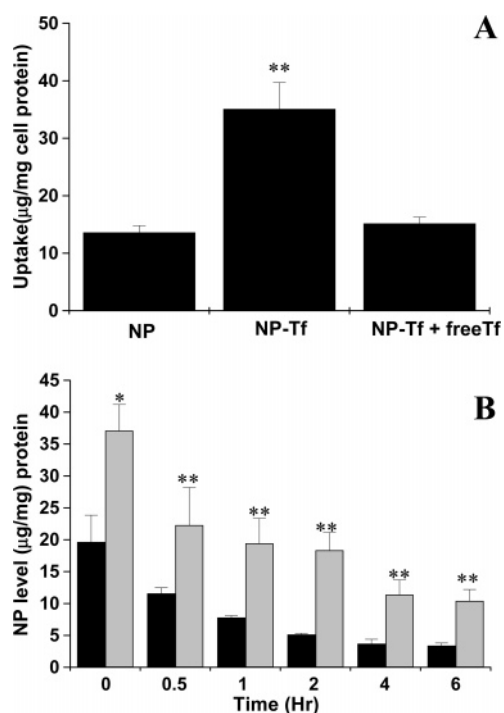 A
50
40
30
20
10
0
Uptake(µg/mg cell protein)
**
NP NP-Tf NP-Tf + freeTf
B
45
40
35
30
25
20
15
10
5
0
NP level (µg/mg) protein
* ** ** ** ** **
0 0.5 1 2 4 6
Time (Hr)